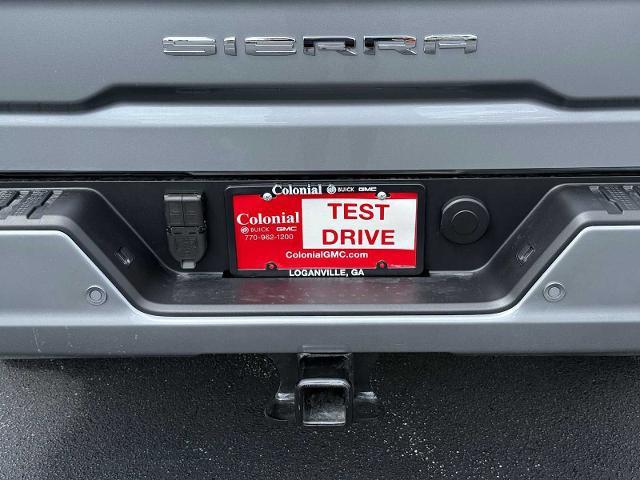 SIERRA
Colonial BUICK GMC
Colonial
BUICK GMC
770-962-1200
TEST
DRIVE
ColonialGMC.com
LOGANVILLE, GA